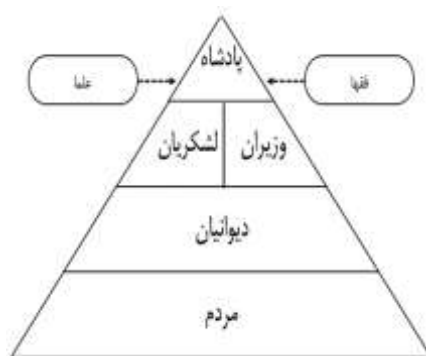 پادشاه
فقها
علما
وزیران
لشکریان
دیوانیان
مردم